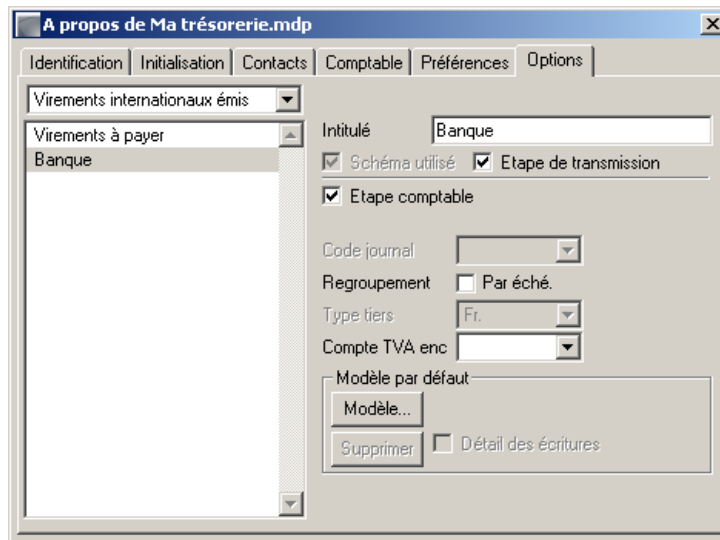 A propos de Ma trésorerie.mdp
Identification Initialisation Contacts Comptable Préférences Options
Virements internationaux émis
Virements à payer
Banque
Intitulé Banque
Schéma utilisé Etape de transmission
Etape comptable
Code journal
Regroupement Par éché.
Type tiers Fr.
Compte TVA enc
Modèle par défaut
Modèle...
Supprimer Détail des écritures